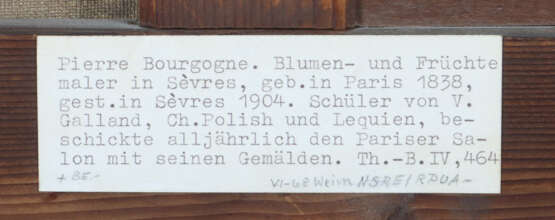 Pierre Bourgogne. Blumen- und Früchte
maler in Sèvres, geb.in Paris 1838,
gest.in Sèvres 1904. Schüler von V.
Galland, Ch.Polish und Lequien, be-
schickte alljährlich den Pariser Sa-
lon mit seinen Gemälden. Th.-B.IV,464
+ BE.-